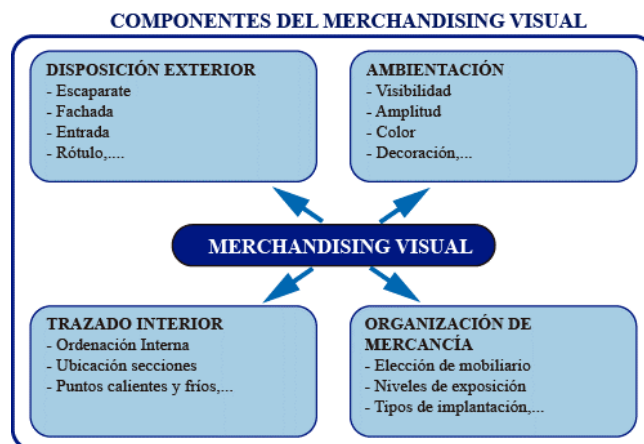 COMPONENTES DEL MERCHANDISING VISUAL
DISPOSICIÓN EXTERIOR
- Escaparate
- Fachada
- Entrada
- Rótulo,....
AMBIENTACIÓN
- Visibilidad
- Amplitud
- Color
- Decoración,...
MERCHANDISING VISUAL
TRAZADO INTERIOR
- Ordenación Interna
- Ubicación secciones
- Puntos calientes y fríos,...
ORGANIZACIÓN DE
MERCANCÍA
- Elección de mobiliario
- Niveles de exposición
- Tipos de implantación,...